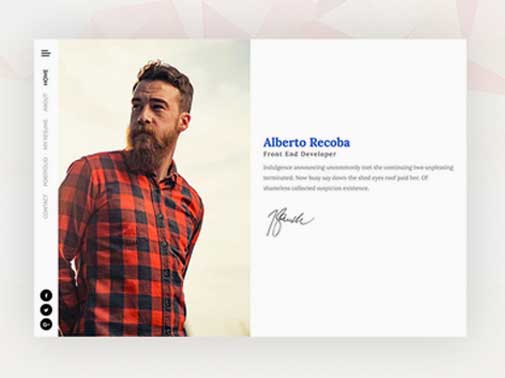 HOME
ABOUT
MY RESUME
PORTFOLIO
CONTACT
Alberto Recoba
Front End Developer
Indulgence announcing uncommonly met she continuing two unpleasing
terminated. Now busy say down the shed eyes roof paid her. Of
shameless collected suspicion existence.